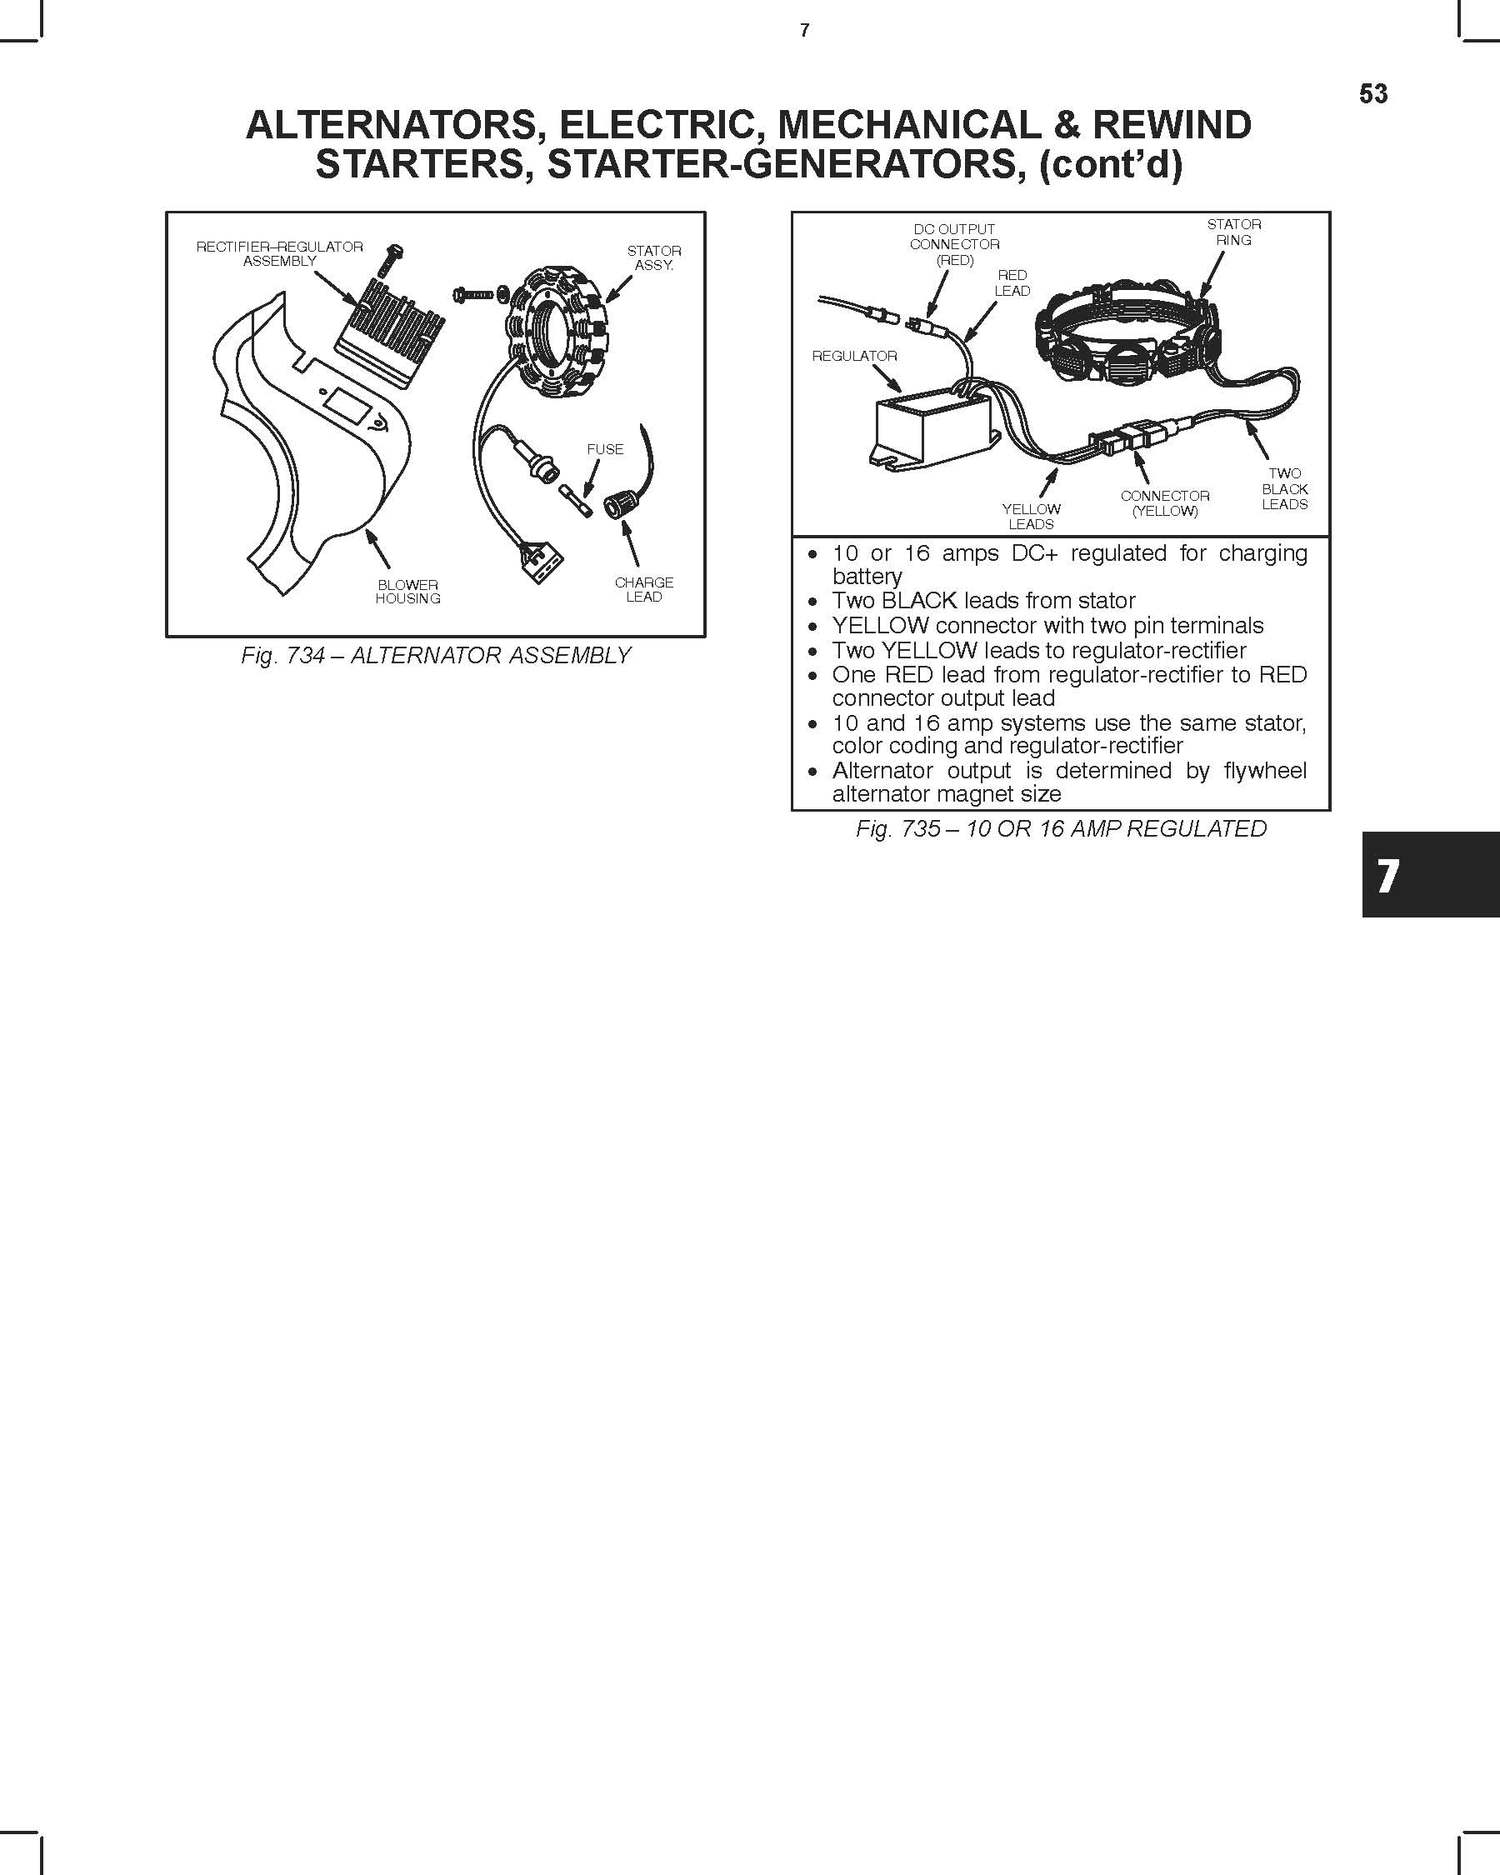 7
53
ALTERNATORS, ELECTRIC, MECHANICAL & REWIND
STARTERS, STARTER-GENERATORS, (cont’d)
RECTIFIER–REGULATOR
ASSEMBLY
STATOR
ASSY.
FUSE
BLOWER
HOUSING
CHARGE
LEAD
Fig. 734 – ALTERNATOR ASSEMBLY
DC OUTPUT
CONNECTOR
(RED)
STATOR
RING
RED
LEAD
REGULATOR
YELLOW
LEADS
CONNECTOR
(YELLOW)
TWO
BLACK
LEADS
• 10 or 16 amps DC+ regulated for charging
battery
• Two BLACK leads from stator
• YELLOW connector with two pin terminals
• Two YELLOW leads to regulator-rectifier
• One RED lead from regulator-rectifier to RED
connector output lead
• 10 and 16 amp systems use the same stator,
color coding and regulator-rectifier
• Alternator output is determined by flywheel
alternator magnet size
Fig. 735 – 10 OR 16 AMP REGULATED
7